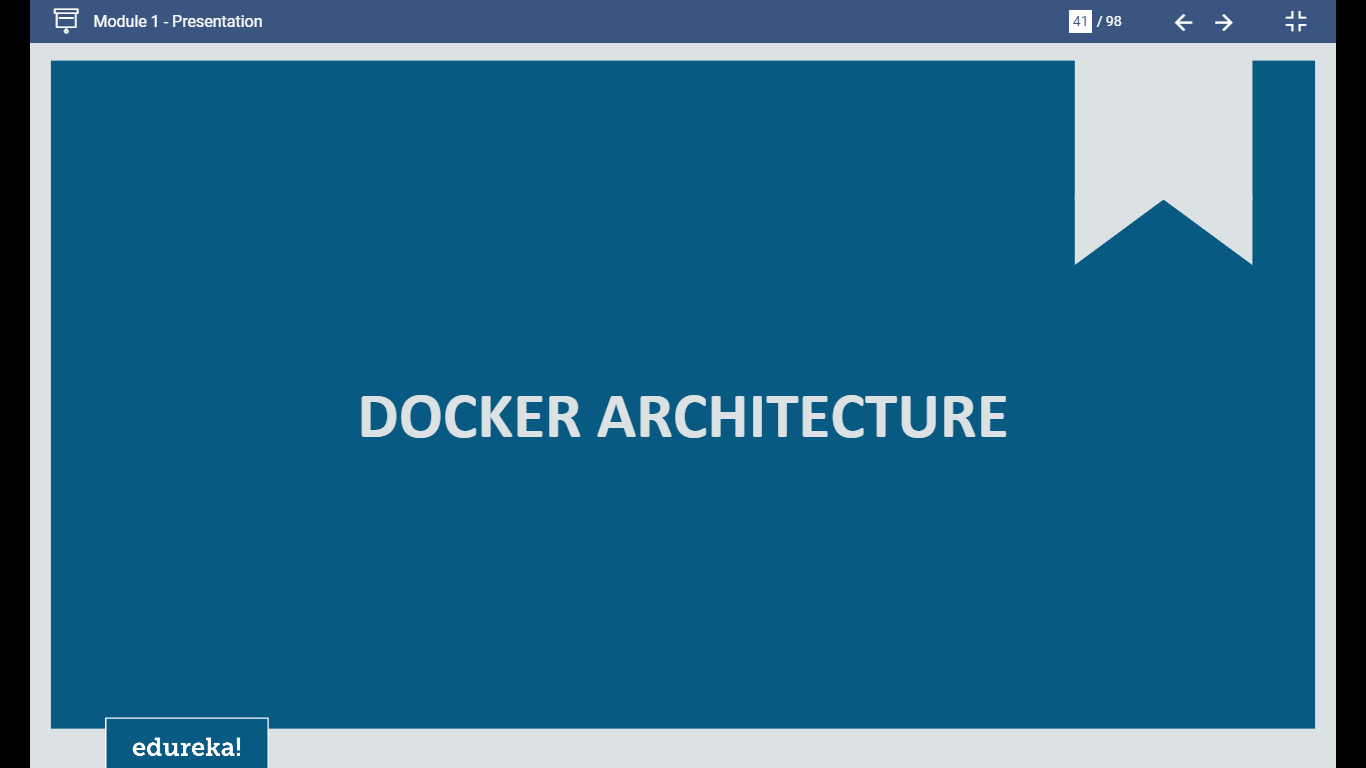 Module 1 - Presentation
41 / 98
DOCKER ARCHITECTURE
edureka!